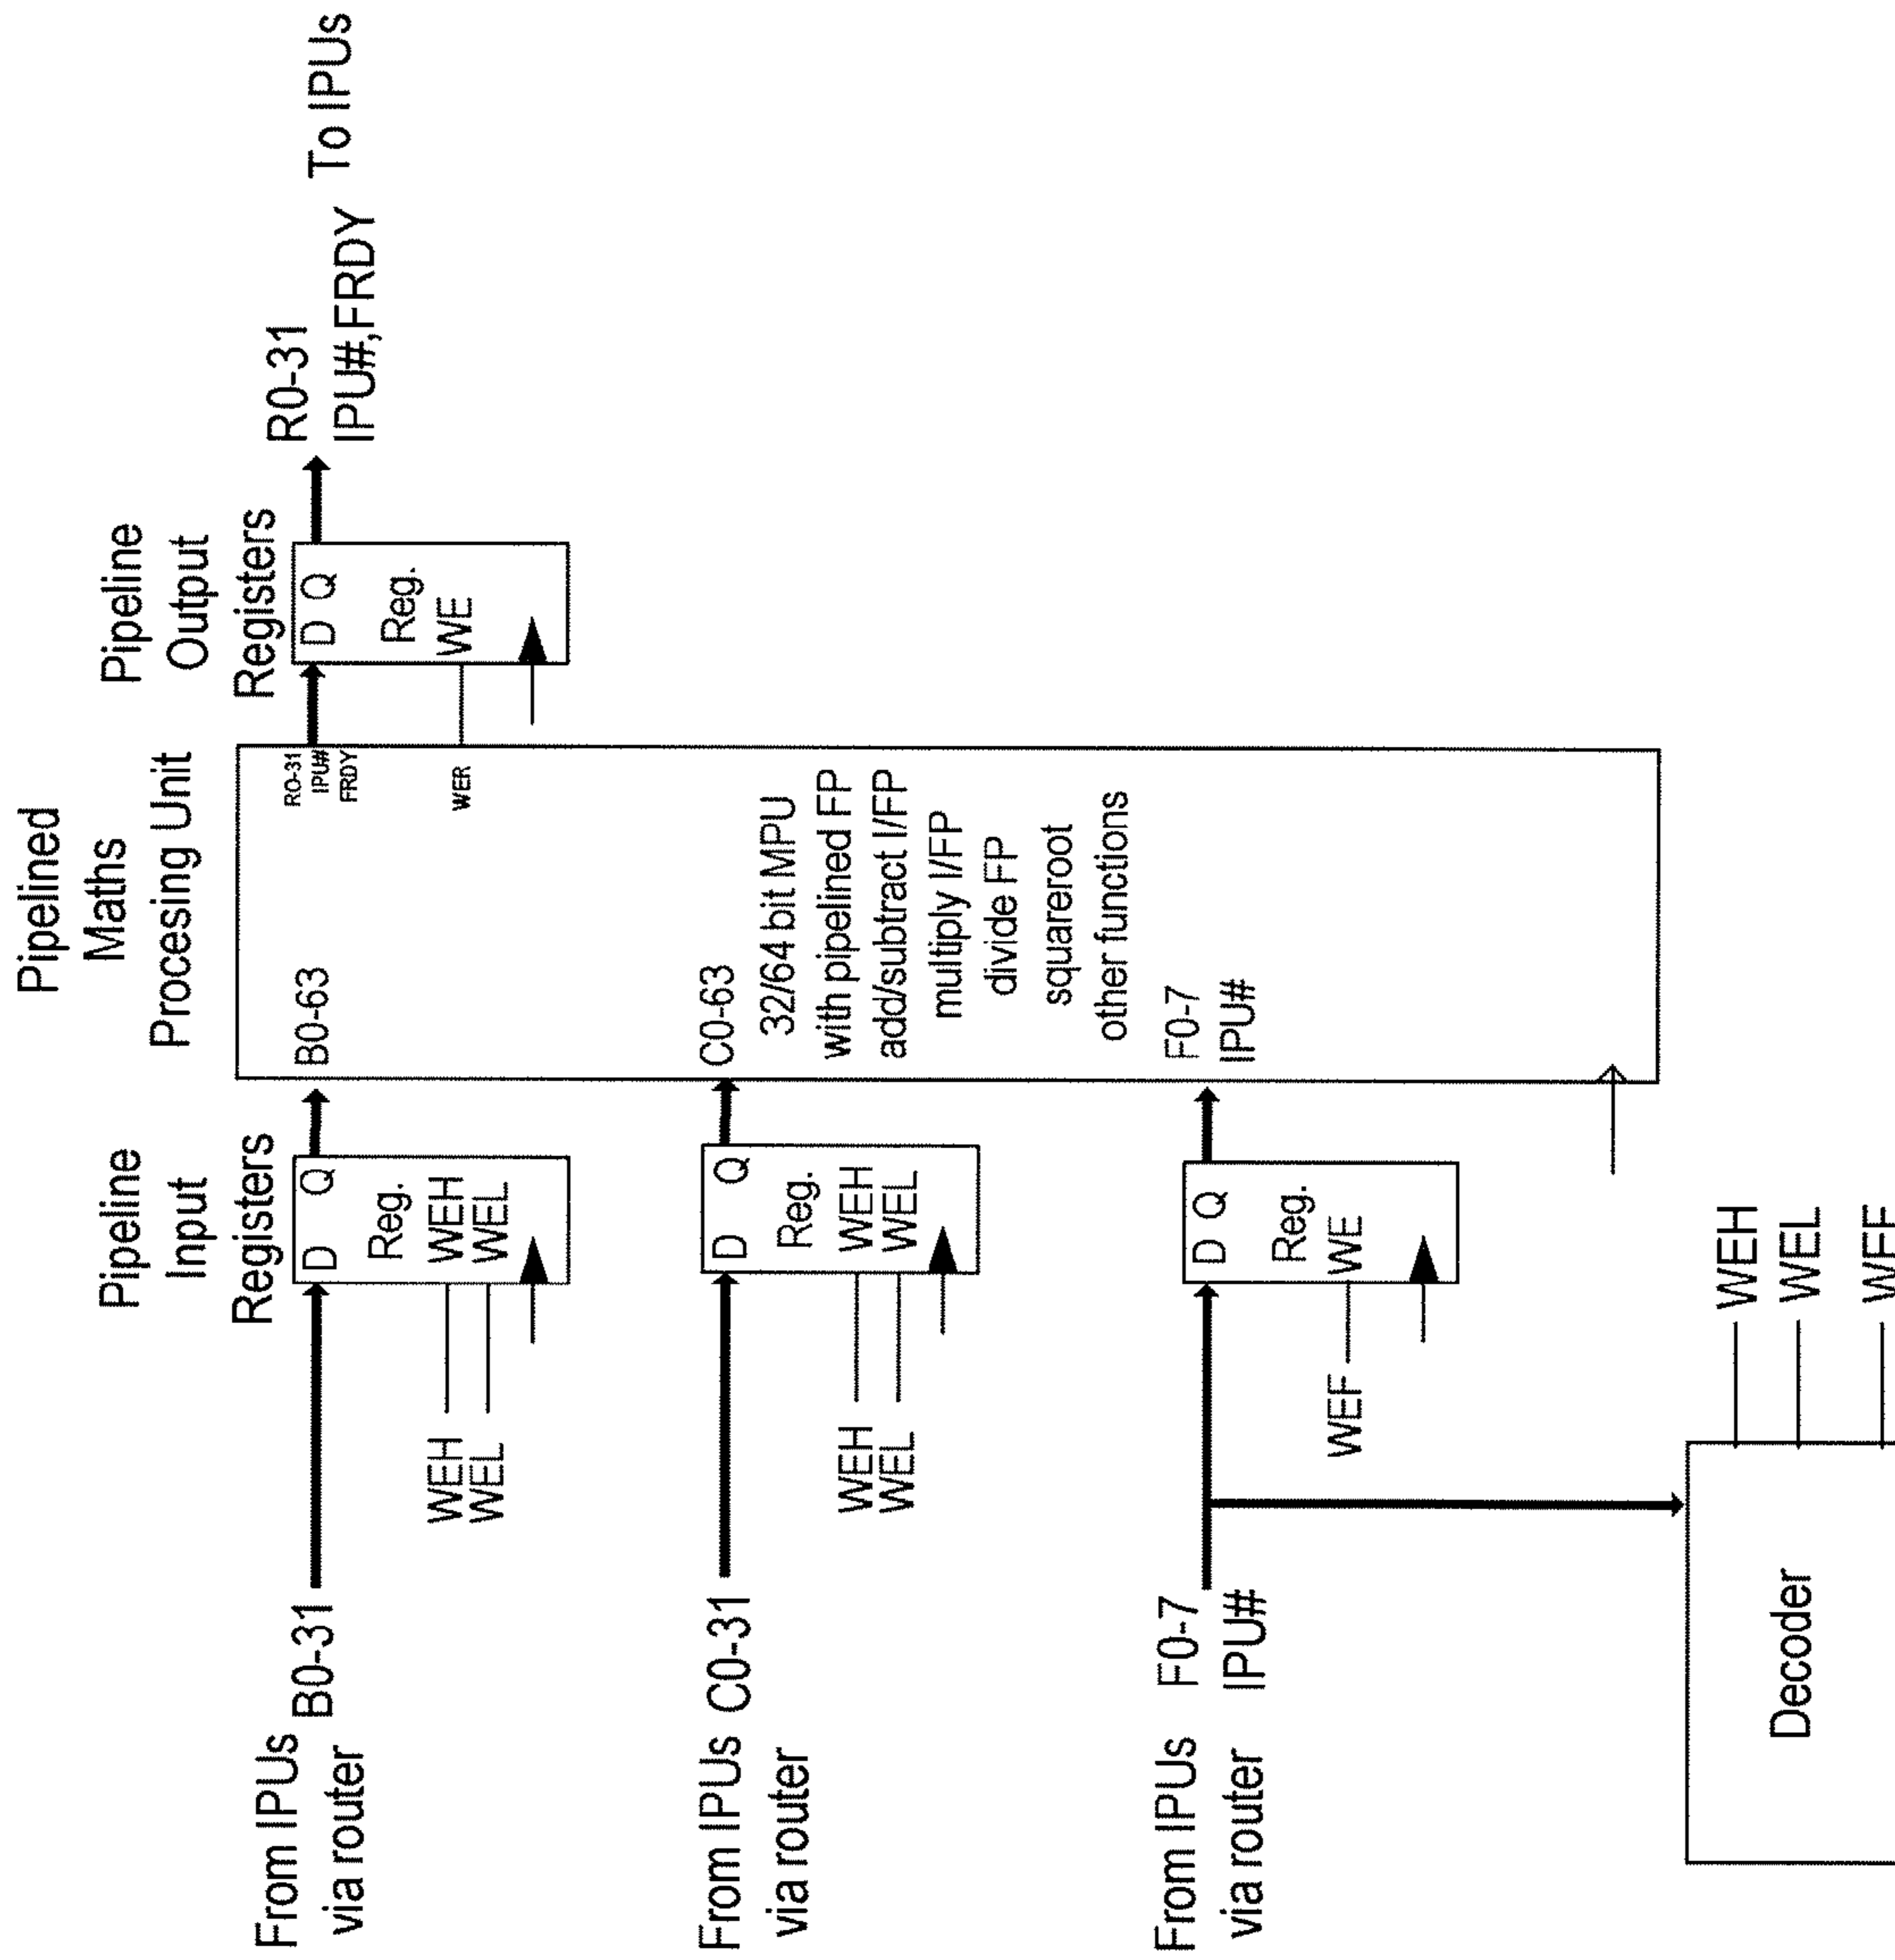 Pipelined
Maths
Procesing Unit
Pipeline
Input
Registers
Pipeline
Output
Registers
From IPUs
via router
B0-31
D Q
Reg.
WEH
WEL
WEH
WEL
B0-63
RO-31
IPU#
FRDY
WER
D Q
Reg.
WE
R0-31
IPU#,FRDY
To IPUs
From IPUs
via router
C0-31
D Q
Reg.
WEH
WEL
WEH
WEL
C0-63
32/64 bit MPU
with pipelined FP
add/subtract I/FP
multiply I/FP
divide FP
squareroot
other functions
From IPUs
via router
F0-7
IPU#
D Q
Reg.
WE
WEF
F0-7
IPU#
Decoder
WEH
WEL
WEF